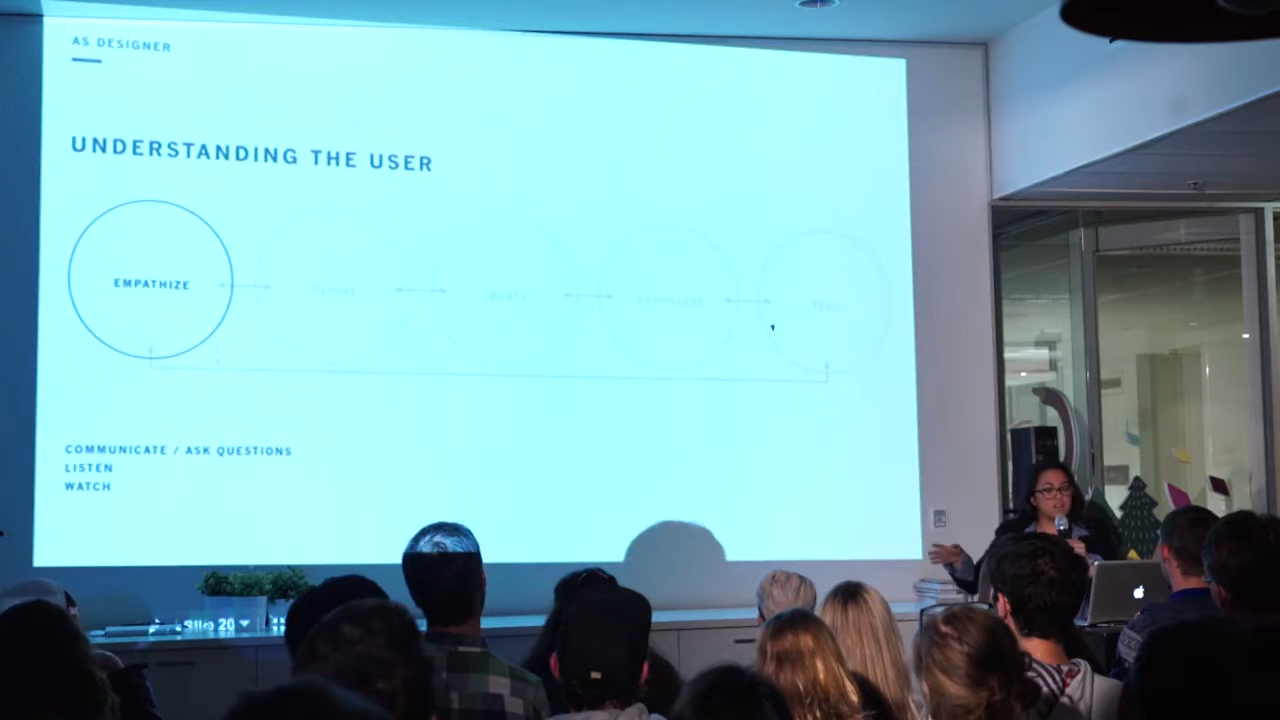 AS DESIGNER
UNDERSTANDING THE USER
EMPATHIZE
COMMUNICATE / ASK QUESTIONS
LISTEN
WATCH